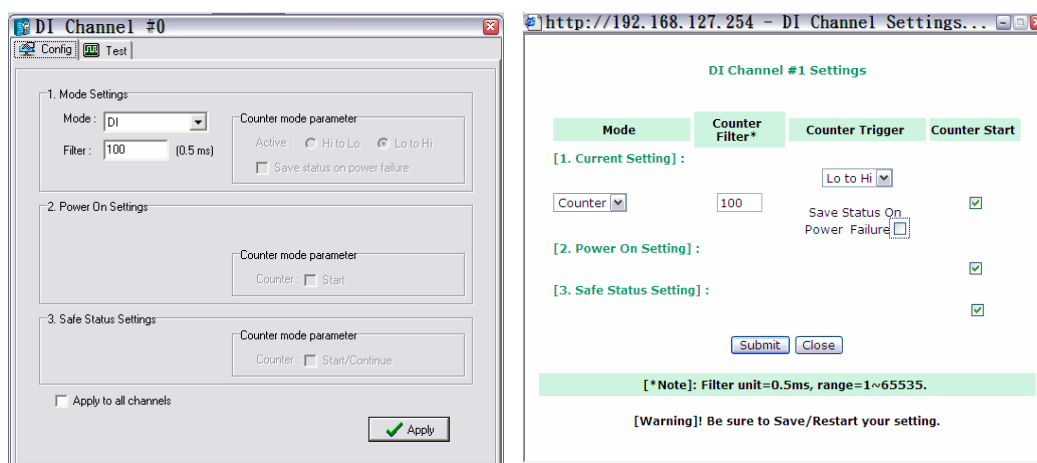 DI Channel #0
Config Test
1. Mode Settings
Mode : DI
Filter : 100 (0.5 ms)
Counter mode parameter
Active : Hi to Lo Lo to Hi
Save status on power failure
2. Power On Settings
Counter mode parameter
Counter : Start
3. Safe Status Settings
Counter mode parameter
Counter : Start/Continue
Apply to all channels
Apply
http://192.168.127.254 - DI Channel Settings...
DI Channel #1 Settings
Mode Counter Filter* Counter Trigger Counter Start
[1. Current Setting] :
Lo to Hi
Counter 100
Save Status On
Power Failure
[2. Power On Setting] :
[3. Safe Status Setting] :
Submit Close
[*Note]: Filter unit=0.5ms, range=1~65535.
[Warning]! Be sure to Save/Restart your setting.